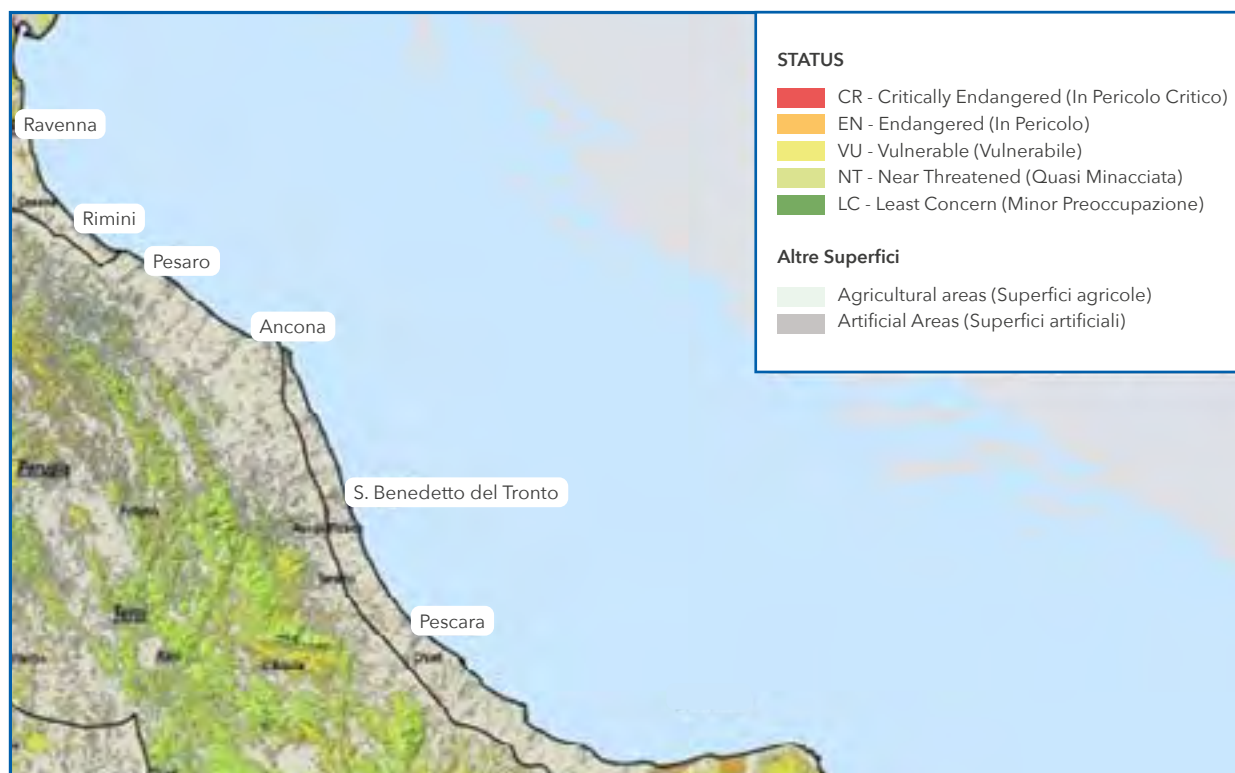 STATUS
CR - Critically Endangered (In Pericolo Critico)
EN - Endangered (In Pericolo)
VU - Vulnerable (Vulnerabile)
NT - Near Threatened (Quasi Minacciata)
LC - Least Concern (Minor Preoccupazione)
Altre Superfici
Agricultural areas (Superfici agricole)
Artificial Areas (Superfici artificiali)
Ravenna
Rimini
Pesaro
Ancona
Perugia
S. Benedetto del Tronto
Pescara
Terni
Chieti
L'Aquila